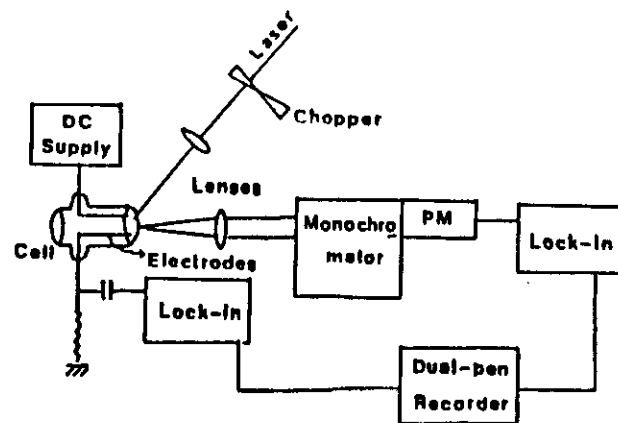 Laser
Chopper
DC
Supply
Lenses
Monochro
mator
PM
Lock-in
Cell
Electrodes
Lock-in
Dual-pen
Recorder